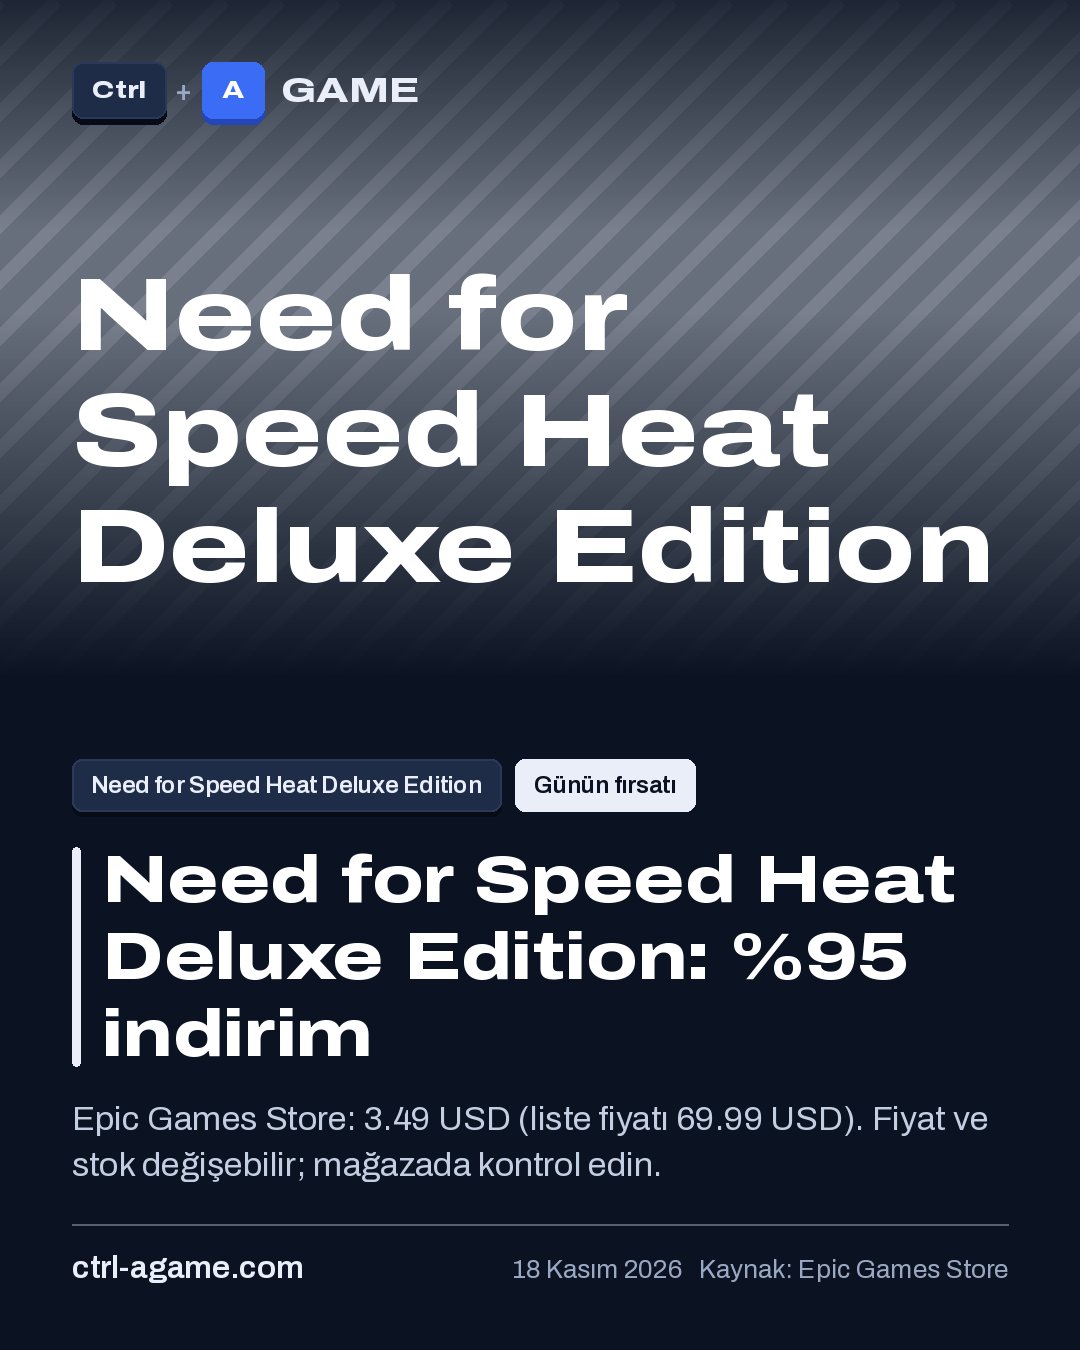 Ctrl + A GAME
Need for
Speed Heat
Deluxe Edition
Need for Speed Heat Deluxe Edition
Günün fırsatı
Need for Speed Heat
Deluxe Edition: %95
indirim
Epic Games Store: 3.49 USD (liste fiyatı 69.99 USD). Fiyat ve
stok değişebilir; mağazada kontrol edin.
ctrl-agame.com
18 Kasım 2026 Kaynak: Epic Games Store